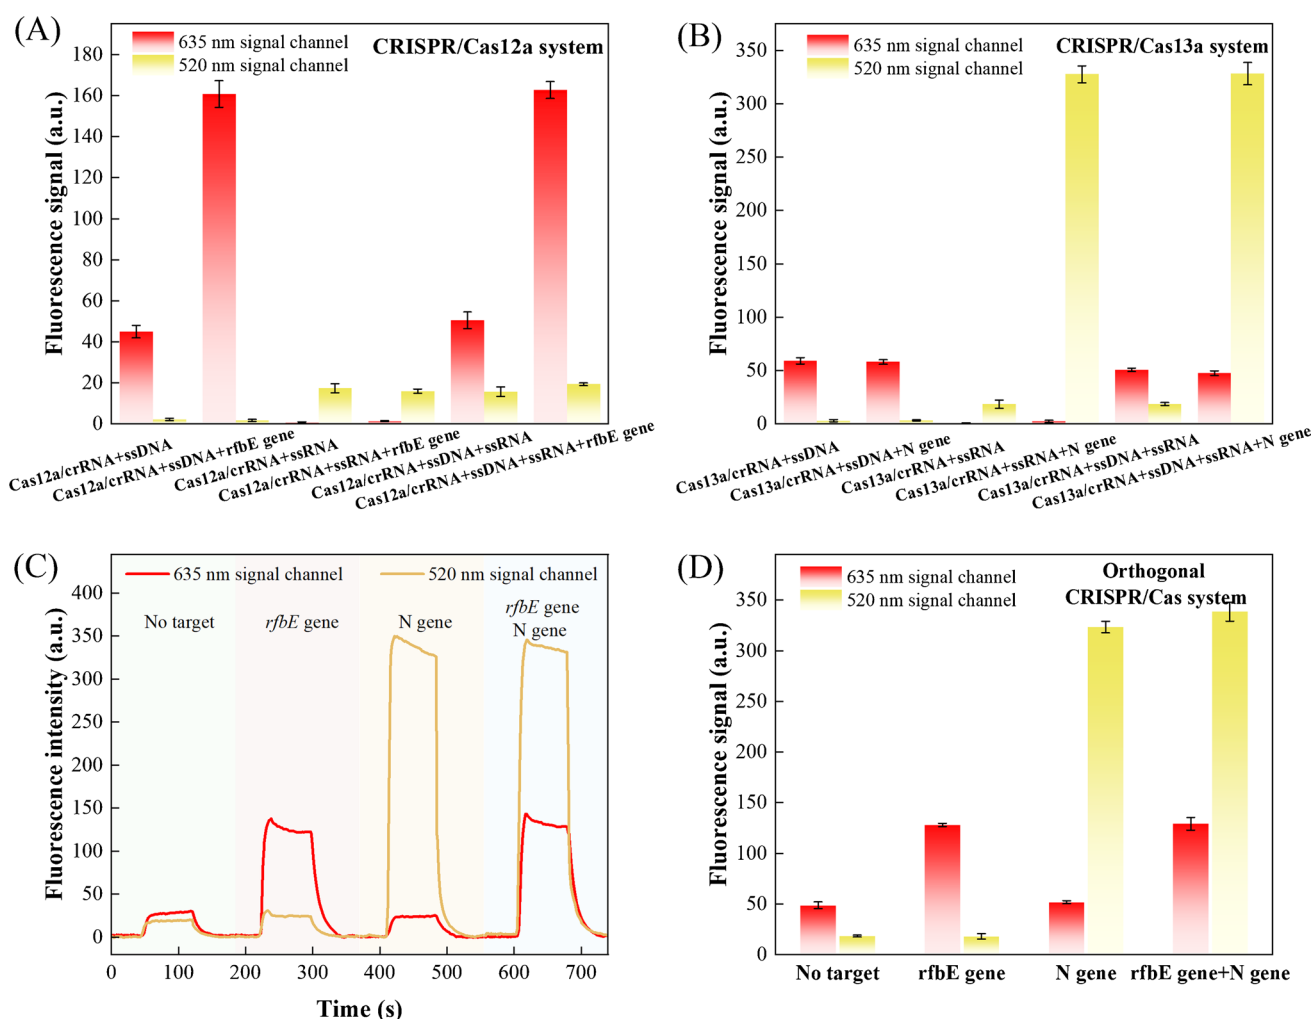 (A)
635 nm signal channel
520 nm signal channel
CRISPR/Cas12a system
Fluorescence signal (a.u.)
180
160
140
120
100
80
60
40
20
0
Cas12a/crRNA+ssDNA
Cas12a/crRNA+ssDNA+rfbE gene
Cas12a/crRNA+ssRNA
Cas12a/crRNA+ssRNA+rfbE gene
Cas12a/crRNA+ssDNA+ssRNA
Cas12a/crRNA+ssDNA+ssRNA+rfbE gene
(B)
635 nm signal channel
520 nm signal channel
CRISPR/Cas13a system
Fluorescence signal (a.u.)
350
300
250
200
150
100
50
0
Cas13a/crRNA+ssDNA
Cas13a/crRNA+ssDNA+N gene
Cas13a/crRNA+ssRNA
Cas13a/crRNA+ssRNA+N gene
Cas13a/crRNA+ssDNA+ssRNA
Cas13a/crRNA+ssDNA+ssRNA+N gene
(C)
635 nm signal channel
520 nm signal channel
No target
rfbE gene
N gene
rfbE gene
N gene
Fluorescence intensity (a.u.)
400
350
300
250
200
150
100
50
0
0 100 200 300 400 500 600 700
Time (s)
(D)
635 nm signal channel
520 nm signal channel
Orthogonal
CRISPR/Cas system
Fluorescence signal (a.u.)
350
300
250
200
150
100
50
0
No target rfbE gene N gene rfbE gene+N gene